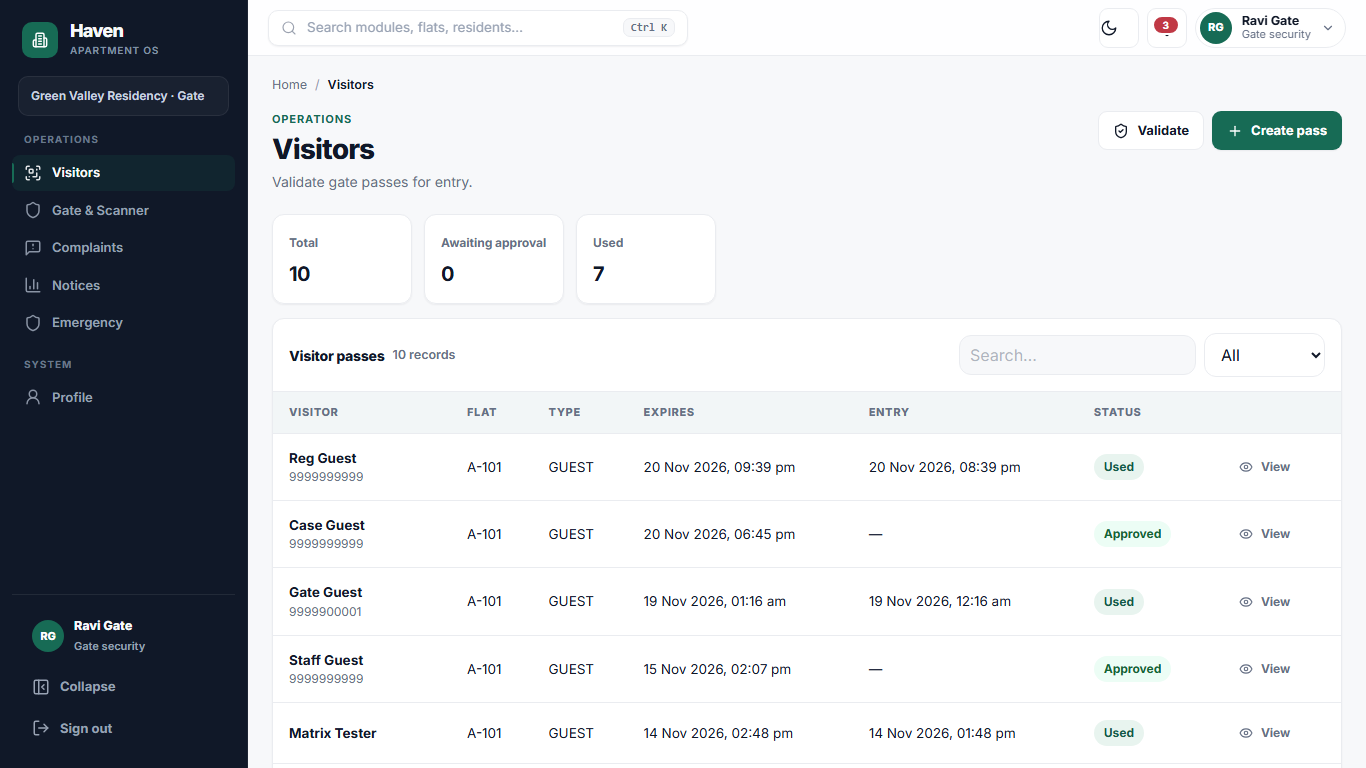 Haven
APARTMENT OS
Green Valley Residency · Gate
OPERATIONS
Visitors
Gate & Scanner
Complaints
Notices
Emergency
SYSTEM
Profile
RG
Ravi Gate
Gate security
Collapse
Sign out
Search modules, flats, residents...
Ctrl K
3
RG
Ravi Gate
Gate security
Home / Visitors
OPERATIONS
Visitors
Validate gate passes for entry.
Validate
+ Create pass
Total
10
Awaiting approval
0
Used
7
Visitor passes 10 records
Search...
All
VISITOR FLAT TYPE EXPIRES ENTRY STATUS
Reg Guest
9999999999
A-101 GUEST 20 Nov 2026, 09:39 pm 20 Nov 2026, 08:39 pm Used View
Case Guest
9999999999
A-101 GUEST 20 Nov 2026, 06:45 pm — Approved View
Gate Guest
9999900001
A-101 GUEST 19 Nov 2026, 01:16 am 19 Nov 2026, 12:16 am Used View
Staff Guest
9999999999
A-101 GUEST 15 Nov 2026, 02:07 pm — Approved View
Matrix Tester A-101 GUEST 14 Nov 2026, 02:48 pm 14 Nov 2026, 01:48 pm Used View